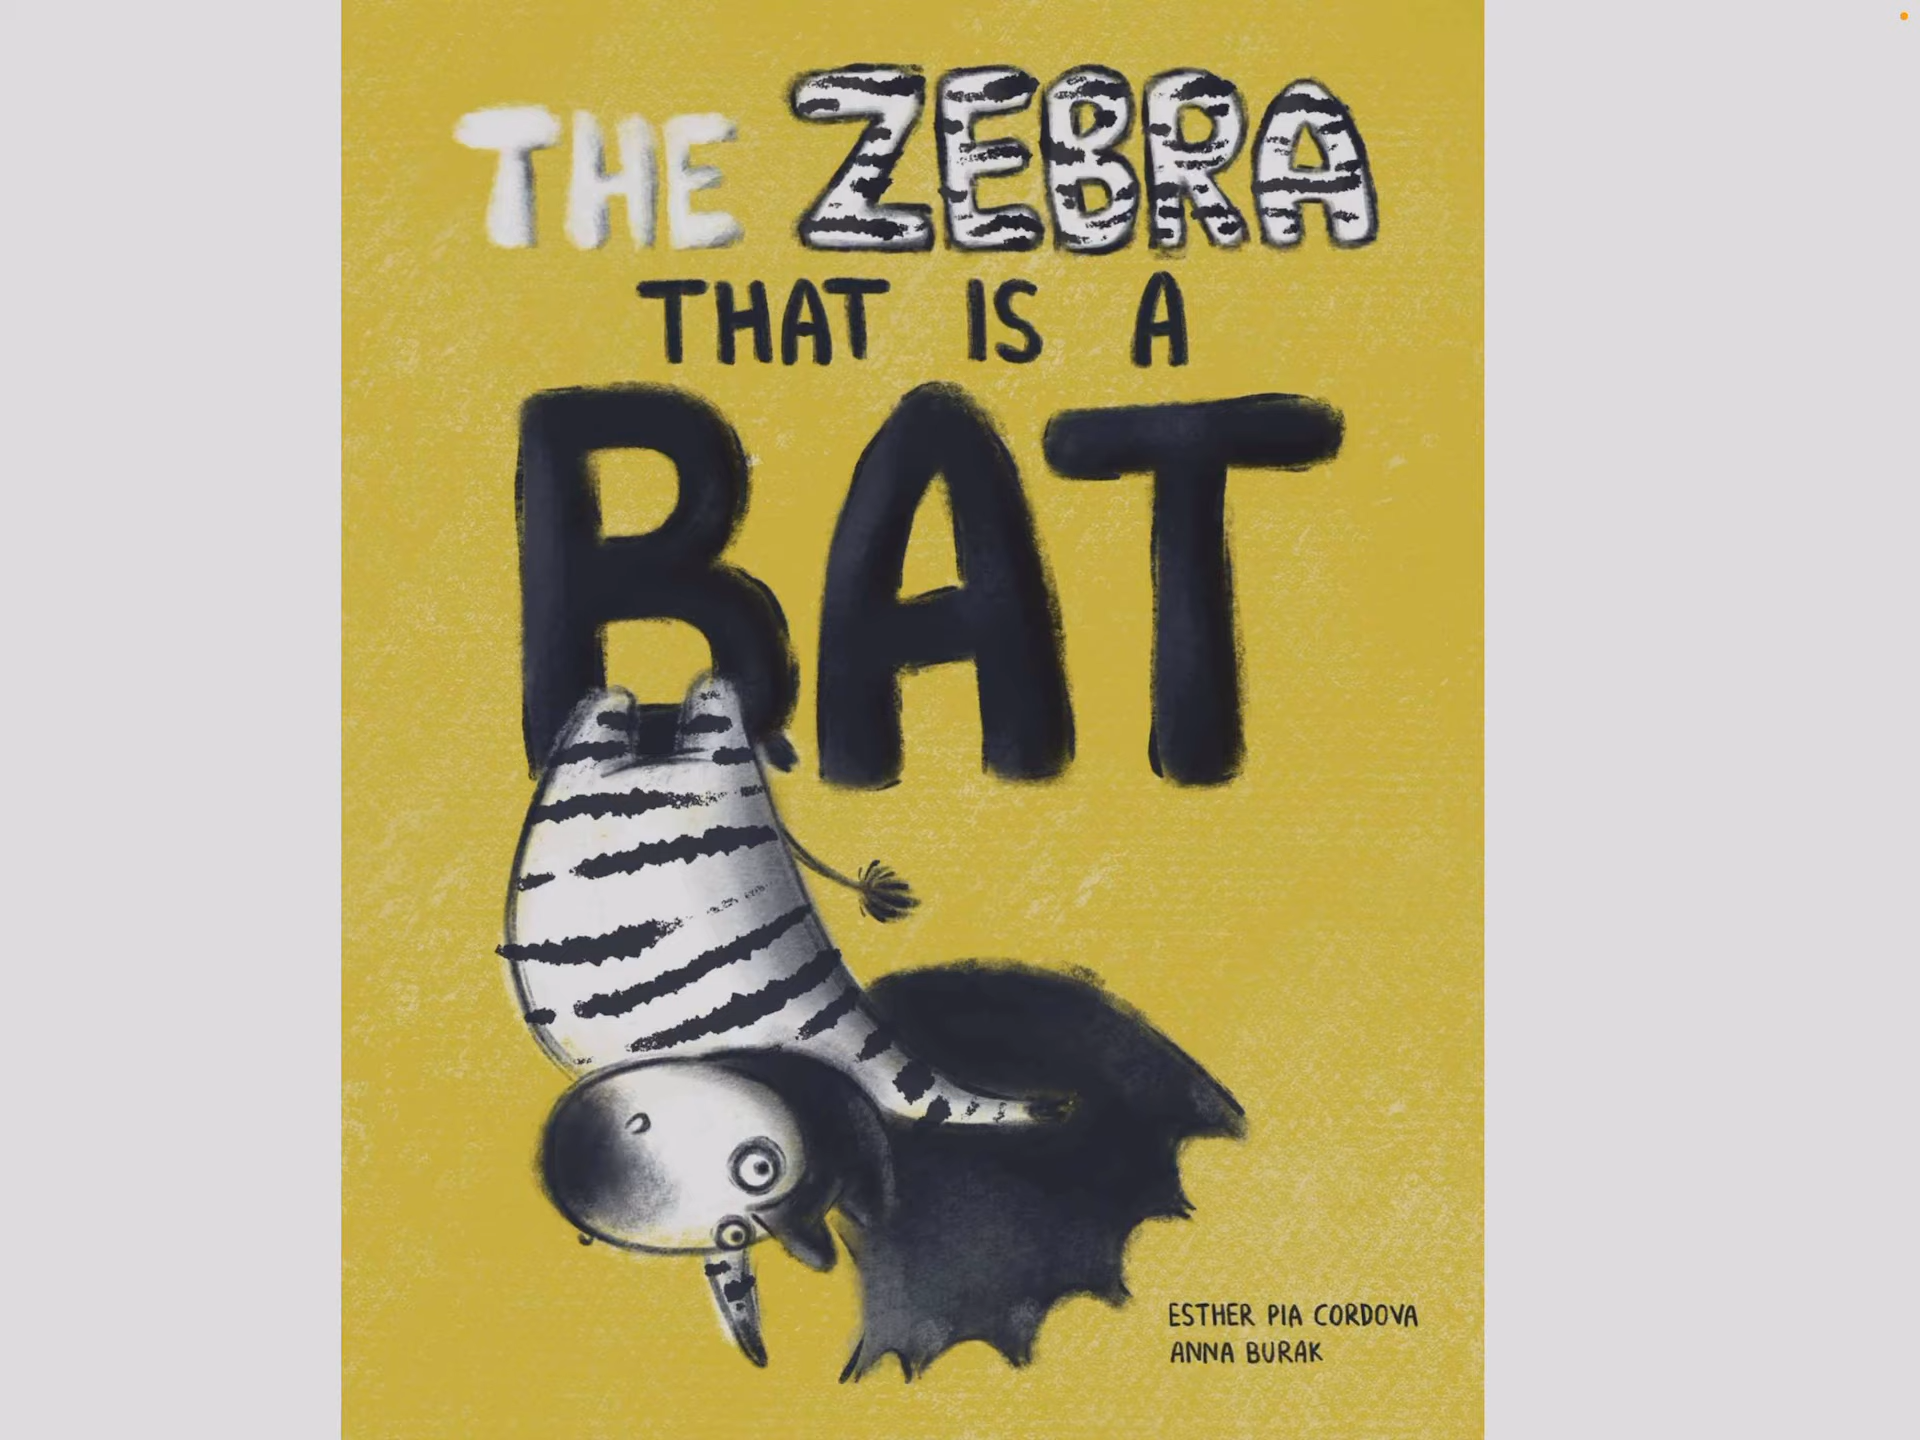 THE ZEBRA
THAT IS A
BAT
ESTHER PIA CORDOVA
ANNA BURAK